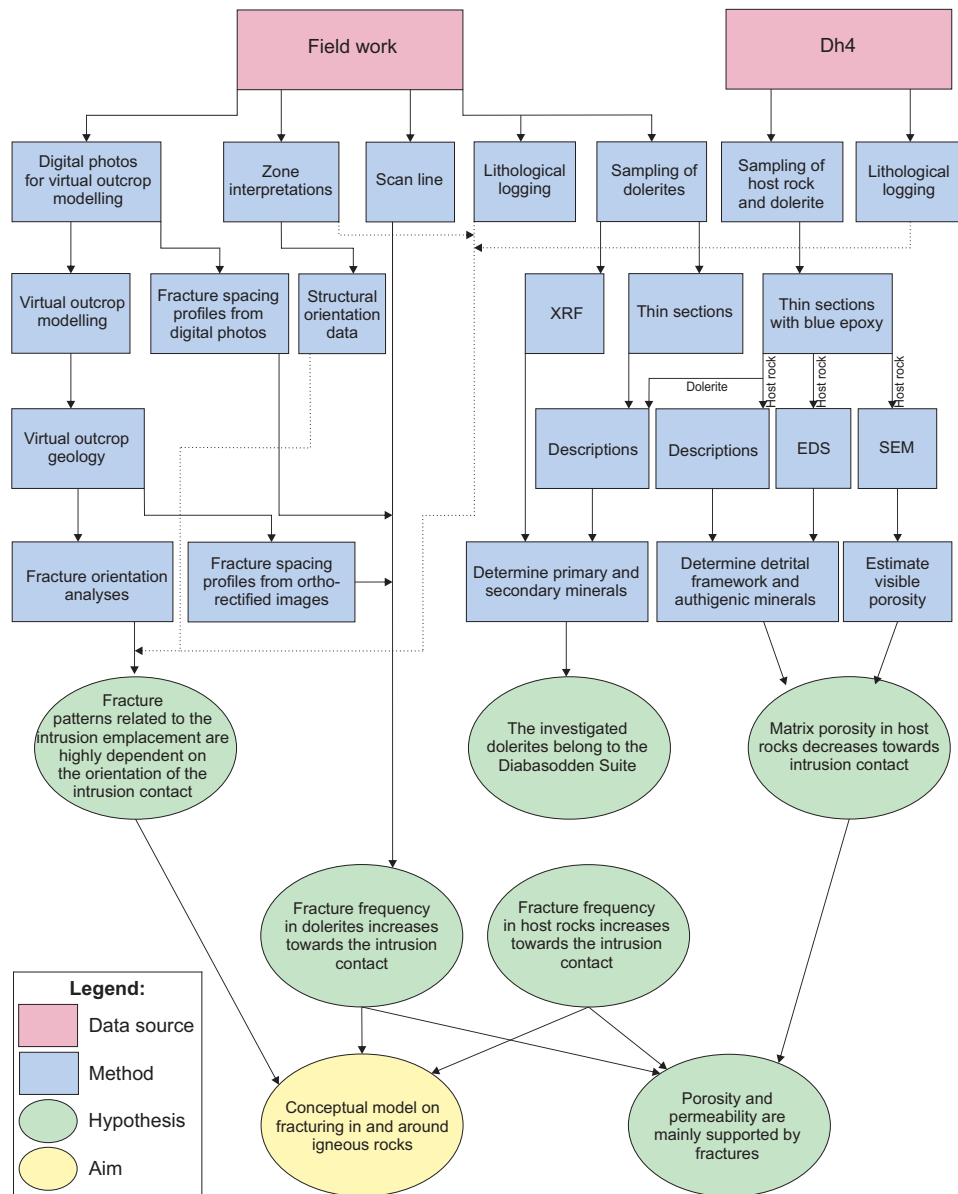 Field work
Dh4
Digital photos
for virtual outcrop
modelling
Zone
interpretations
Scan line
Lithological
logging
Sampling of
dolerites
Sampling of
host rock
and dolerite
Lithological
logging
Virtual outcrop
modelling
Fracture spacing
profiles from
digital photos
Structural
orientation
data
XRF
Thin sections
Thin sections
with blue epoxy
Dolerite
Host rock
Host rock
Host rock
Virtual outcrop
geology
Descriptions
Descriptions
EDS
SEM
Fracture orientation
analyses
Fracture spacing
profiles from ortho-
rectified images
Determine primary and
secondary minerals
Determine detrital
framework and
authigenic minerals
Estimate
visible
porosity
Fracture
patterns related to the
intrusion emplacement are
highly dependent on
the orientation of the
intrusion contact
The investigated
dolerites belong to the
Diabasodden Suite
Matrix porosity in host
rocks decreases towards
intrusion contact
Fracture frequency
in dolerites increases
towards the intrusion
contact
Fracture frequency
in host rocks increases
towards the intrusion
contact
Legend:
Data source
Method
Hypothesis
Aim
Conceptual model on
fracturing in and around
igneous rocks
Porosity and
permeability are
mainly supported by
fractures